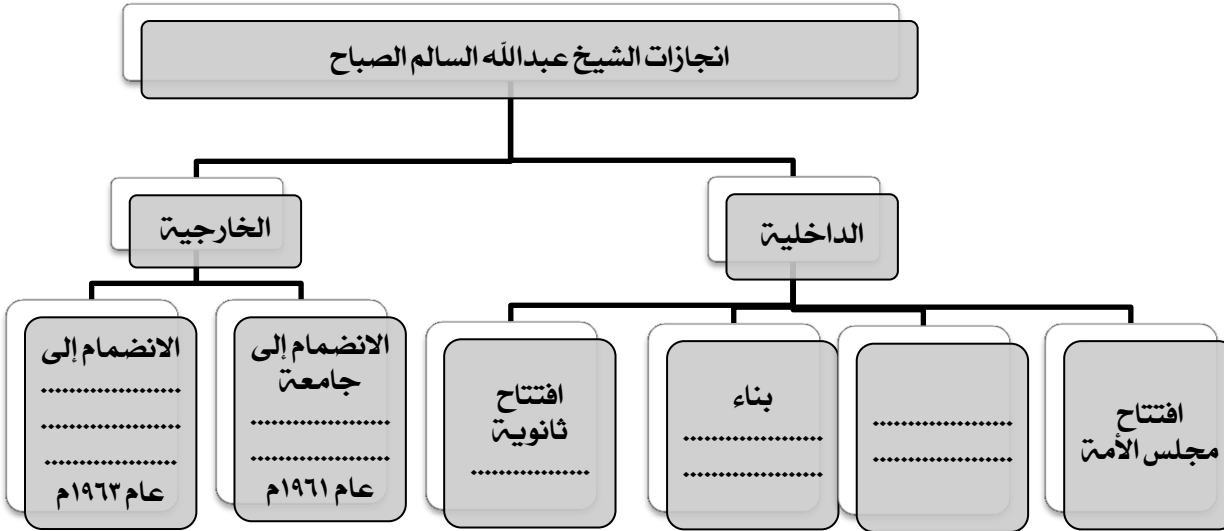 انجازات الشيخ عبدالله السالم الصباح
الداخلية
الخارجية
افتتاح
مجلس الأمة
......................
......................
بناء
......................
......................
افتتاح
ثانوية
..................
الانضمام إلى
جامعة
......................
......................
عام ١٩٦١م
الانضمام إلى
......................
......................
.....................
عام ١٩٦٣م